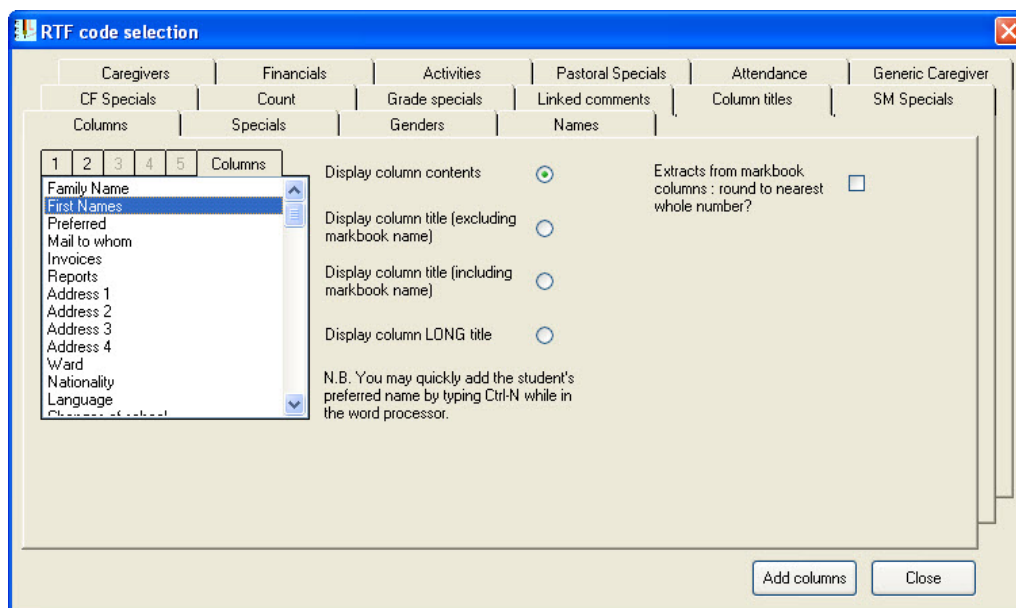 RTF code selection
Caregivers Financials Activities Pastoral Specials Attendance Generic Caregiver
CF Specials Count Grade specials Linked comments Column titles SM Specials
Columns Specials Genders Names
1 2 3 4 5 Columns
Family Name
First Names
Preferred
Mail to whom
Invoices
Reports
Address 1
Address 2
Address 3
Address 4
Ward
Nationality
Language
Changes of school
Display column contents
Display column title (excluding
markbook name)
Display column title (including
markbook name)
Display column LONG title
N.B. You may quickly add the student's
preferred name by typing Ctrl-N while in
the word processor.
Extracts from markbook
columns : round to nearest
whole number?
Add columns Close